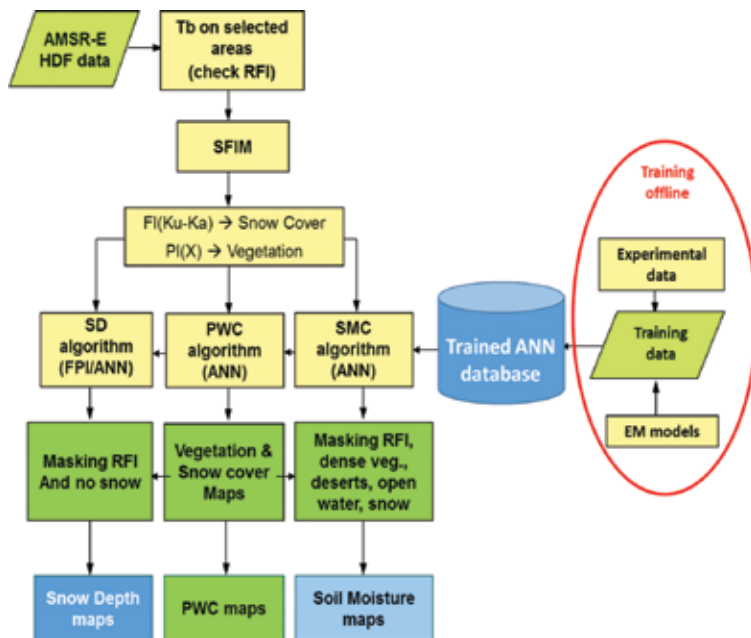 AMSR-E
HDF data
Tb on selected
areas
(check RFI)
SFIM
FI(Ku-Ka) → Snow Cover
PI(X) → Vegetation
Training
offline
Experimental
data
Training
data
EM models
Trained ANN
database
SD
algorithm
(FPI/ANN)
PWC
algorithm
(ANN)
SMC
algorithm
(ANN)
Masking RFI
And no snow
Vegetation &
Snow cover
Maps
Masking RFI,
dense veg.,
deserts, open
water, snow
Snow Depth
maps
PWC maps
Soil Moisture
maps